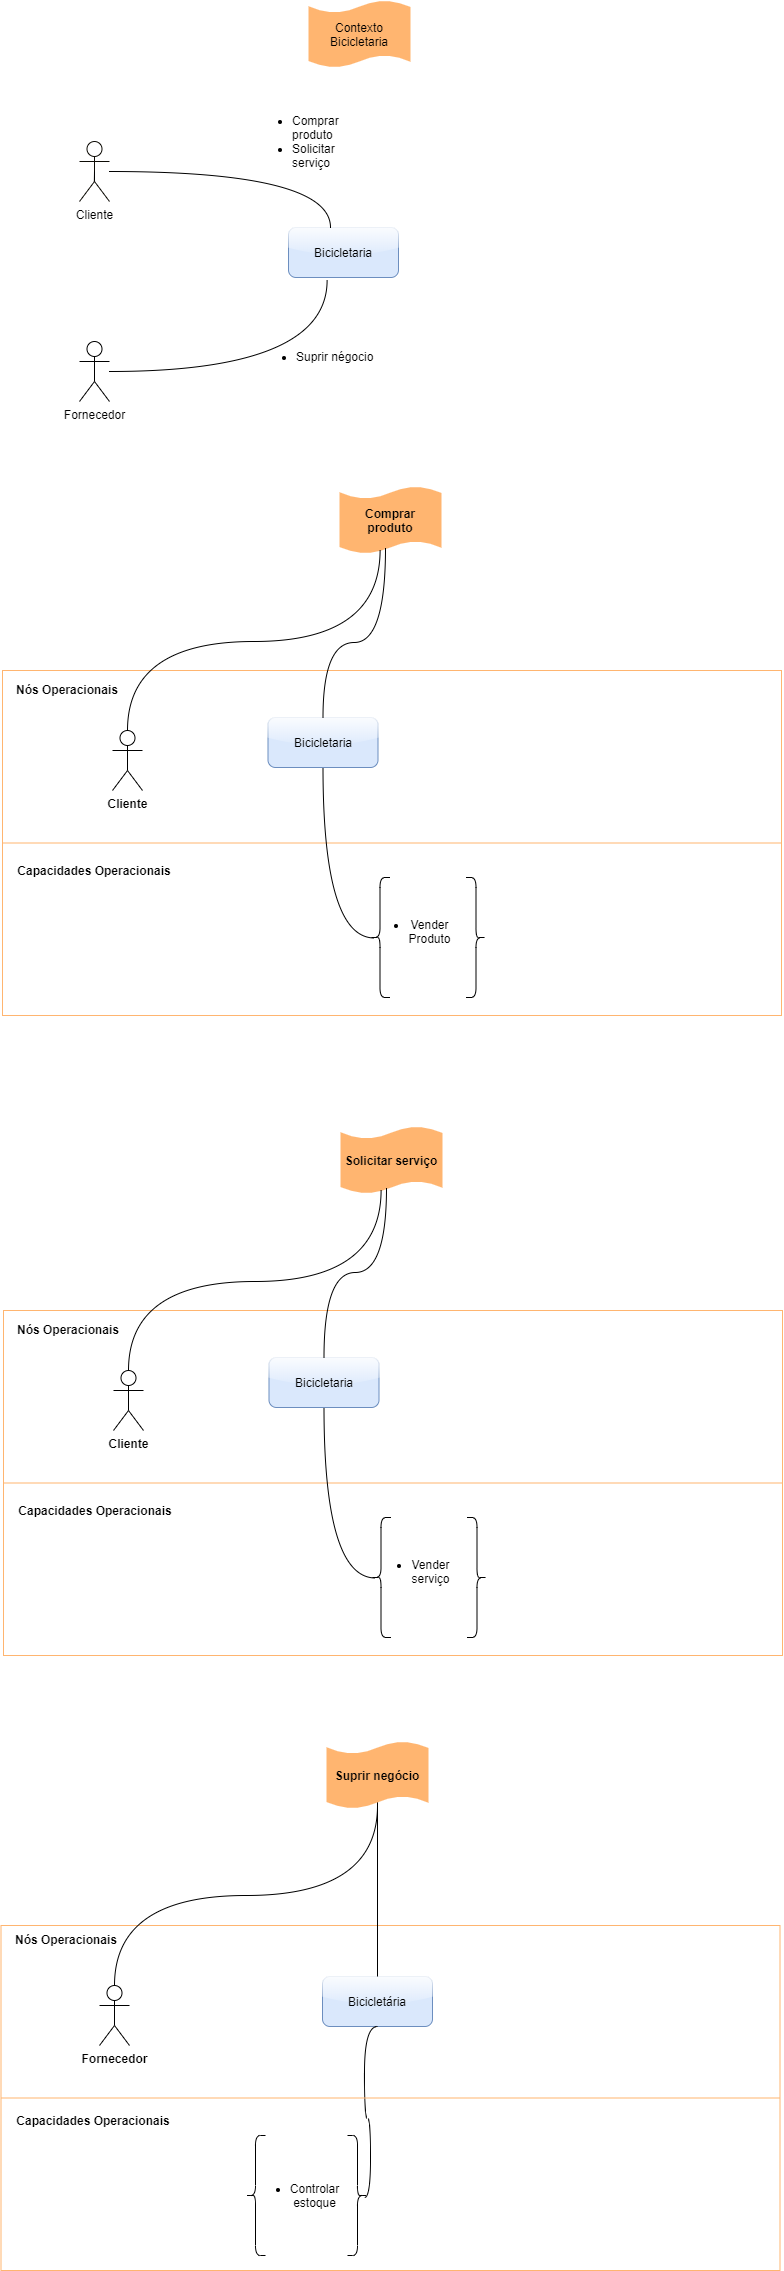 Contexto
Bicicletaria
Comprar
produto
Solicitar
serviço
Cliente
Bicicletaria
Suprir négocio
Fornecedor
Comprar
produto
Nós Operacionais
Bicicletaria
Cliente
Capacidades Operacionais
Vender
Produto
Solicitar serviço
Nós Operacionais
Bicicletaria
Cliente
Capacidades Operacionais
Vender
serviço
Suprir negócio
Nós Operacionais
Bicicletária
Fornecedor
Capacidades Operacionais
Controlar
estoque